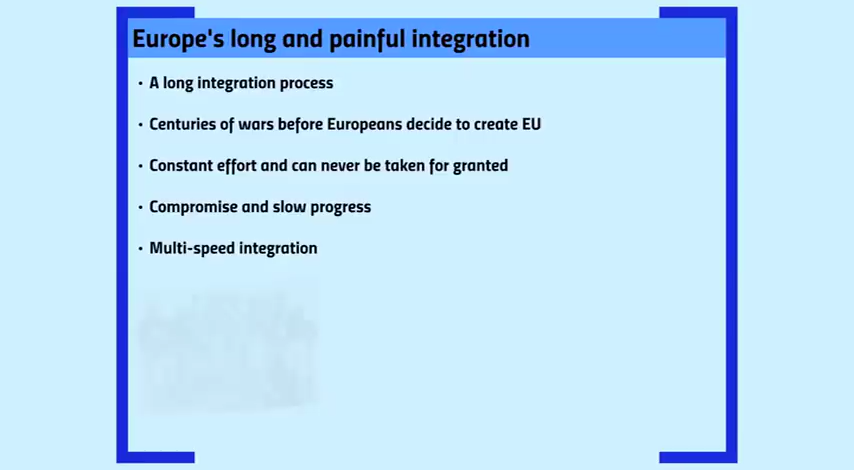 Europe's long and painful integration
• A long integration process
• Centuries of wars before Europeans decide to create EU
• Constant effort and can never be taken for granted
• Compromise and slow progress
• Multi-speed integration